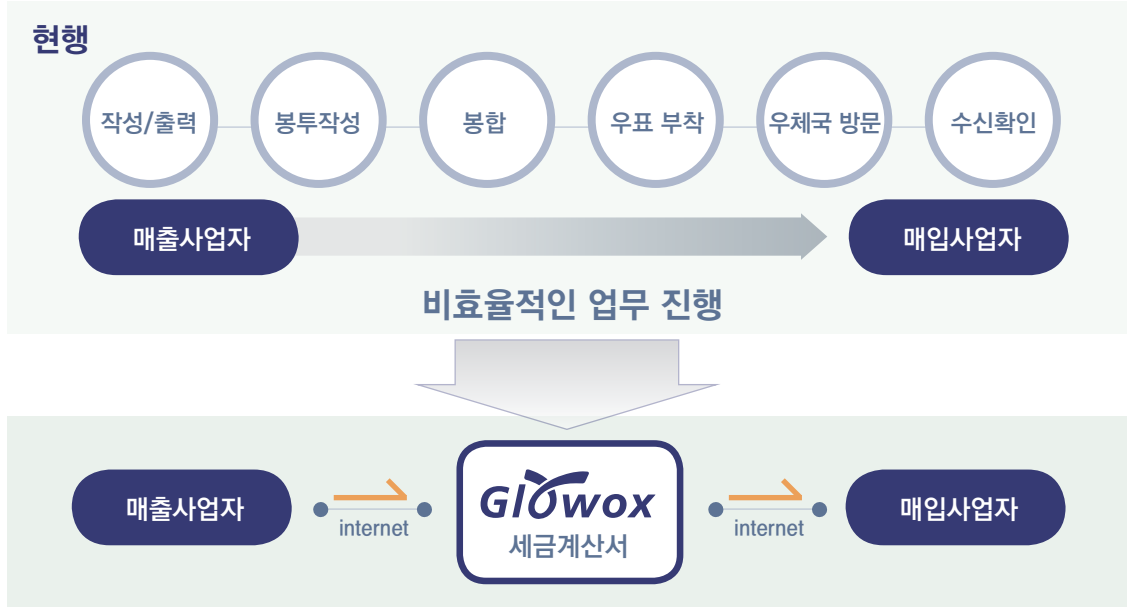 현행
작성/출력
봉투작성
봉합
우표 부착
우체국 방문
수신확인
매출사업자
매입사업자
비효율적인 업무 진행
매출사업자
internet
Glowox
세금계산서
internet
매입사업자